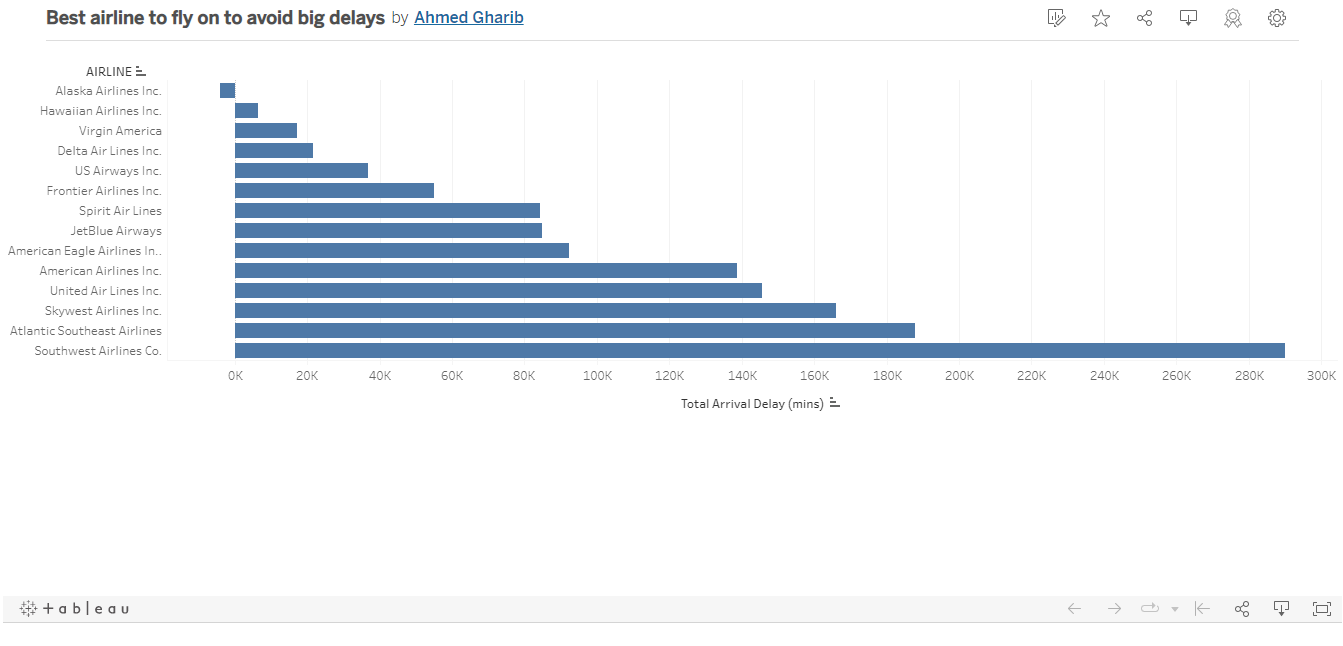 Best airline to fly on to avoid big delays by Ahmed Gharib
AIRLINE
Alaska Airlines Inc.
Hawaiian Airlines Inc.
Virgin America
Delta Air Lines Inc.
US Airways Inc.
Frontier Airlines Inc.
Spirit Air Lines
JetBlue Airways
American Eagle Airlines In..
American Airlines Inc.
United Air Lines Inc.
Skywest Airlines Inc.
Atlantic Southeast Airlines
Southwest Airlines Co.
0K 20K 40K 60K 80K 100K 120K 140K 160K 180K 200K 220K 240K 260K 280K 300K
Total Arrival Delay (mins)
+ableau